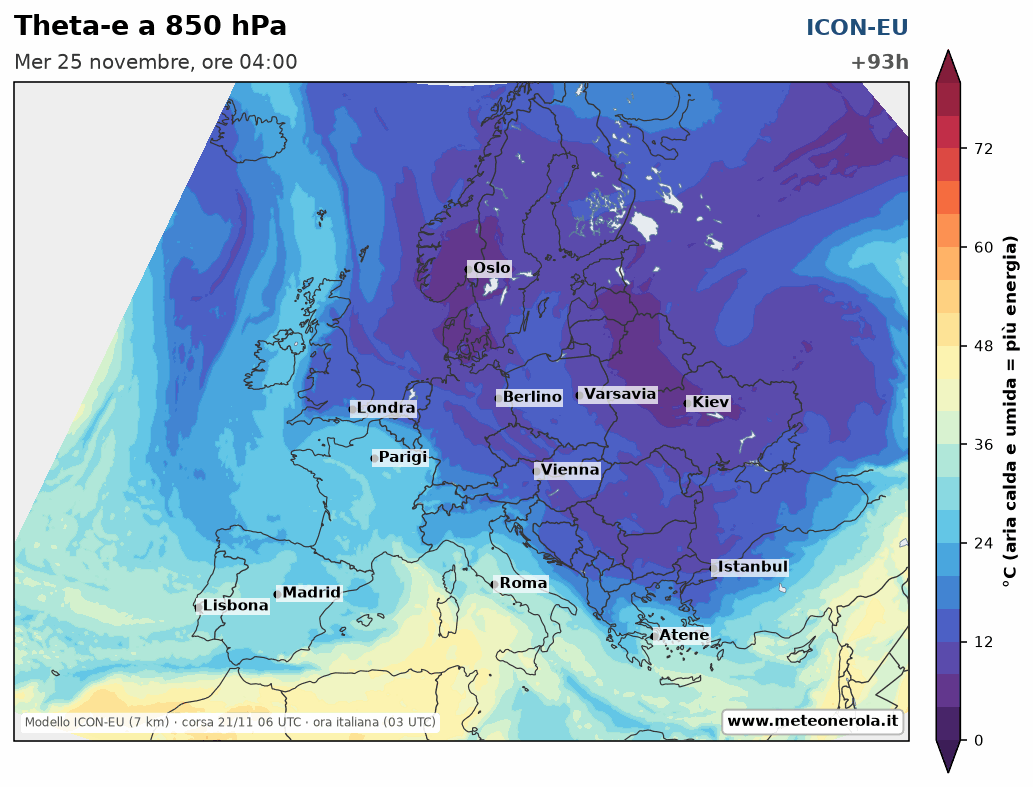 Theta-e a 850 hPa
ICON-EU
Mer 25 novembre, ore 04:00
+93h
Oslo
Berlino
Varsavia
Kiev
Londra
Parigi
Vienna
Istanbul
Roma
Madrid
Lisbona
Atene
Modello ICON-EU (7 km) · corsa 21/11 06 UTC · ora italiana (03 UTC)
www.meteonerola.it
72
60
48
36
24
12
0
°C (aria calda e umida = più energia)